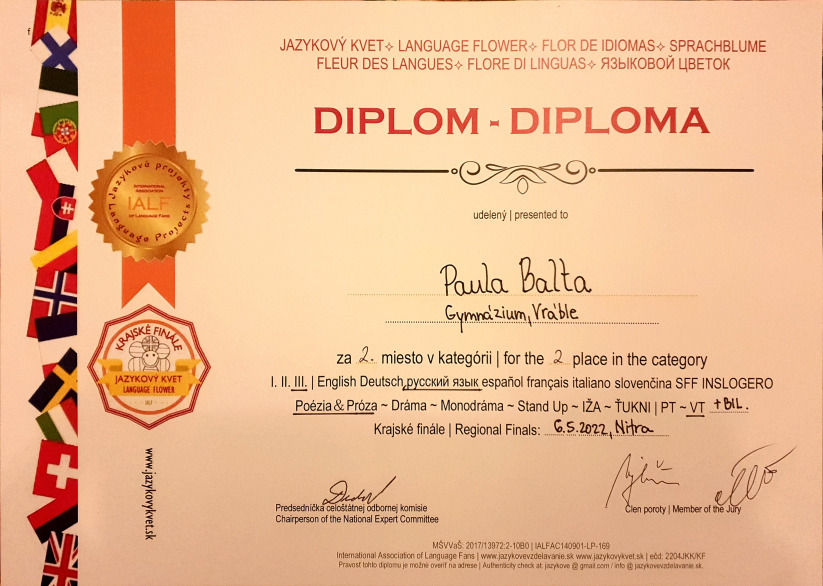 JAZYKOVÝ KVET✧ LANGUAGE FLOWER✧ FLOR DE IDIOMAS✧ SPRACHBLUME
FLEUR DES LANGUES✧ FLORE DI LINGUAS✧ ЯЗЫКОВОЙ ЦВЕТОК
DIPLOM - DIPLOMA
Jazykové projekty
INTERNATIONAL
ASSOCIATION
IALF
OF LANGUAGE FANS
Language Projects
udelený | presented to
Paula Balta
Gymnázium, Vráble
KRAJSKÉ FINÁLE
JAZYKOVÝ KVET
LANGUAGE FLOWER
IALF
za 2. miesto v kategórii | for the 2 place in the category
I. II. III. | English Deutsch русский язык español français italiano slovenčina SFF INSLOGERO
Poézia & Próza ~ Dráma ~ Monodráma ~ Stand Up ~ IŽA ~ ŤUKNI | PT ~ VT + BIL.
Krajské finále | Regional Finals: 6.5.2022, Nitra
www.jazykovykvet.sk
Predsedníčka celoštátnej odbornej komisie
Chairperson of the National Expert Committee
Člen poroty | Member of the Jury
MŠVVaŠ: 2017/13972:2-10B0 | IALFAC140901-LP-169
International Association of Language Fans | www.jazykovevzdelavanie.sk www.jazykovykvet.sk | ečd: 2204JKK/KF
Pravosť tohto diplomu je možné overiť na adrese | Authenticity check at: jazykove @ gmail.com / info @ jazykovevzdelavanie.sk.